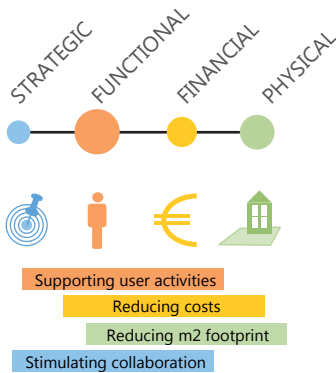 STRATEGIC
FUNCTIONAL
FINANCIAL
PHYSICAL
Supporting user activities
Reducing costs
Reducing m2 footprint
Stimulating collaboration